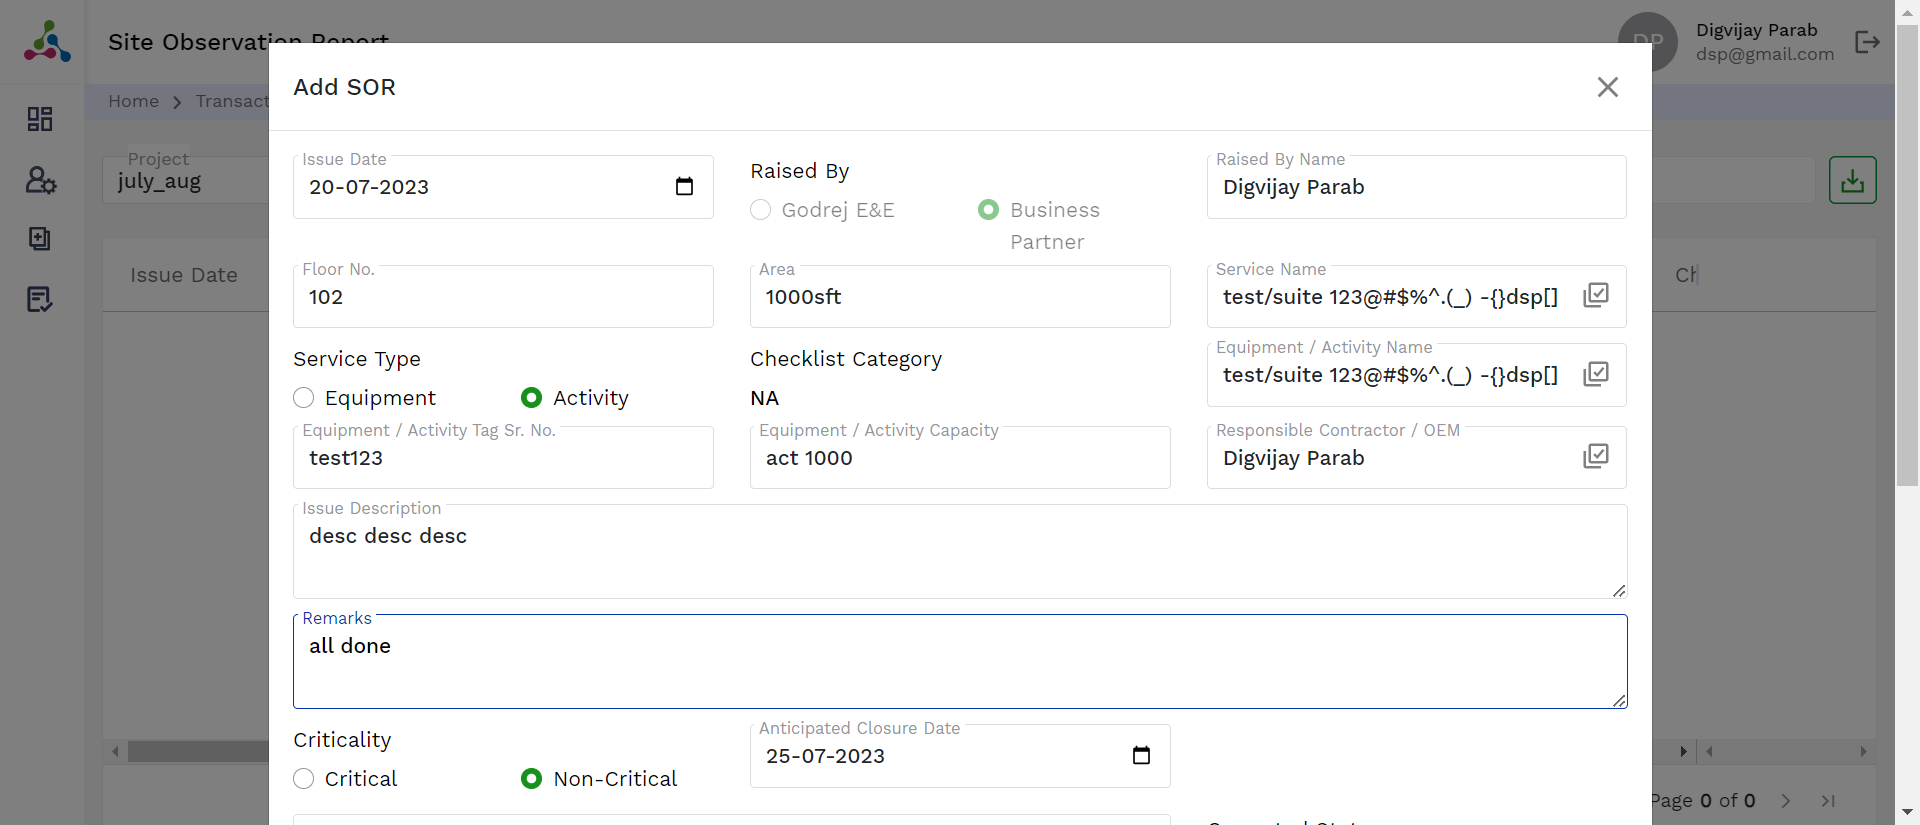 Site Observation Report
DP
Digvijay Parab
dsp@gmail.com
Home
Project
july_aug
Issue Date
Page 0 of 0
Add SOR
Issue Date
20-07-2023
Raised By
Godrej E&E
Business
Partner
Raised By Name
Digvijay Parab
Floor No.
102
Area
1000sft
Service Name
test/suite 123@#$%^.(_) -{}dsp[]
Service Type
Equipment
Activity
Checklist Category
NA
Equipment / Activity Name
test/suite 123@#$%^.(_) -{}dsp[]
Equipment / Activity Tag Sr. No.
test123
Equipment / Activity Capacity
act 1000
Responsible Contractor / OEM
Digvijay Parab
Issue Description
desc desc desc
Remarks
all done
Criticality
Critical
Non-Critical
Anticipated Closure Date
25-07-2023